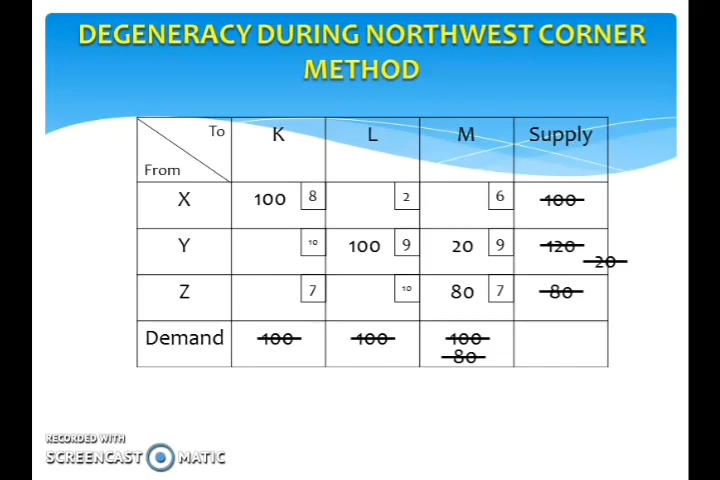 DEGENERACY DURING NORTHWEST CORNER
METHOD
To
From
K L M Supply
X 100 8 2 6 100
Y 10 100 9 20 9 120
20
Z 7 10 80 7 80
Demand 100 100 100
80
RECORDED WITH
SCREENCAST MATIC